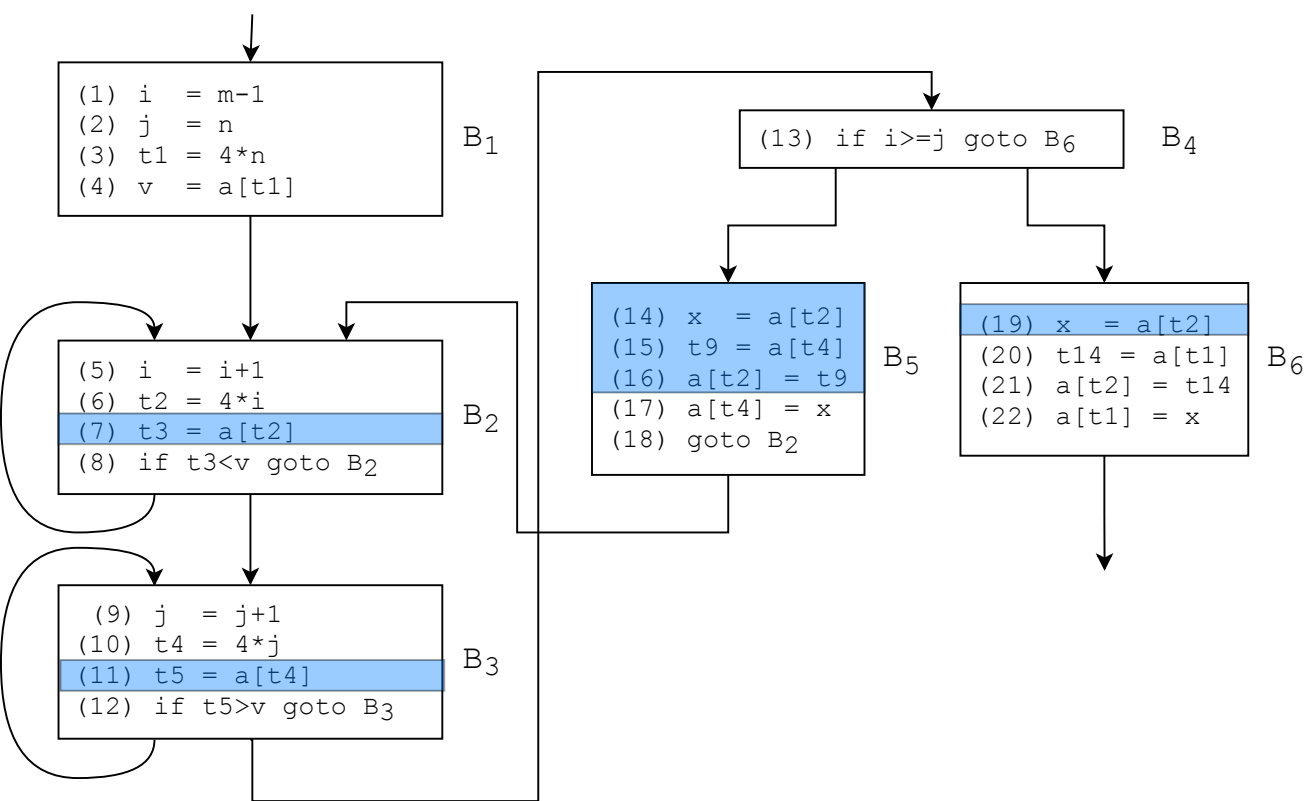 (1) i  = m-1
(2) j  = n
(3) t1 = 4*n
(4) v  = a[t1]
B1
(5) i  = i+1
(6) t2 = 4*i
(7) t3 = a[t2]
(8) if t3<v goto B2
B2
(9) j  = j+1
(10) t4 = 4*j
(11) t5 = a[t4]
(12) if t5>v goto B3
B3
(13) if i>=j goto B6
B4
(14) x  = a[t2]
(15) t9 = a[t4]
(16) a[t2] = t9
(17) a[t4] = x
(18) goto B2
B5
(19) x  = a[t2]
(20) t14 = a[t1]
(21) a[t2] = t14
(22) a[t1] = x
B6